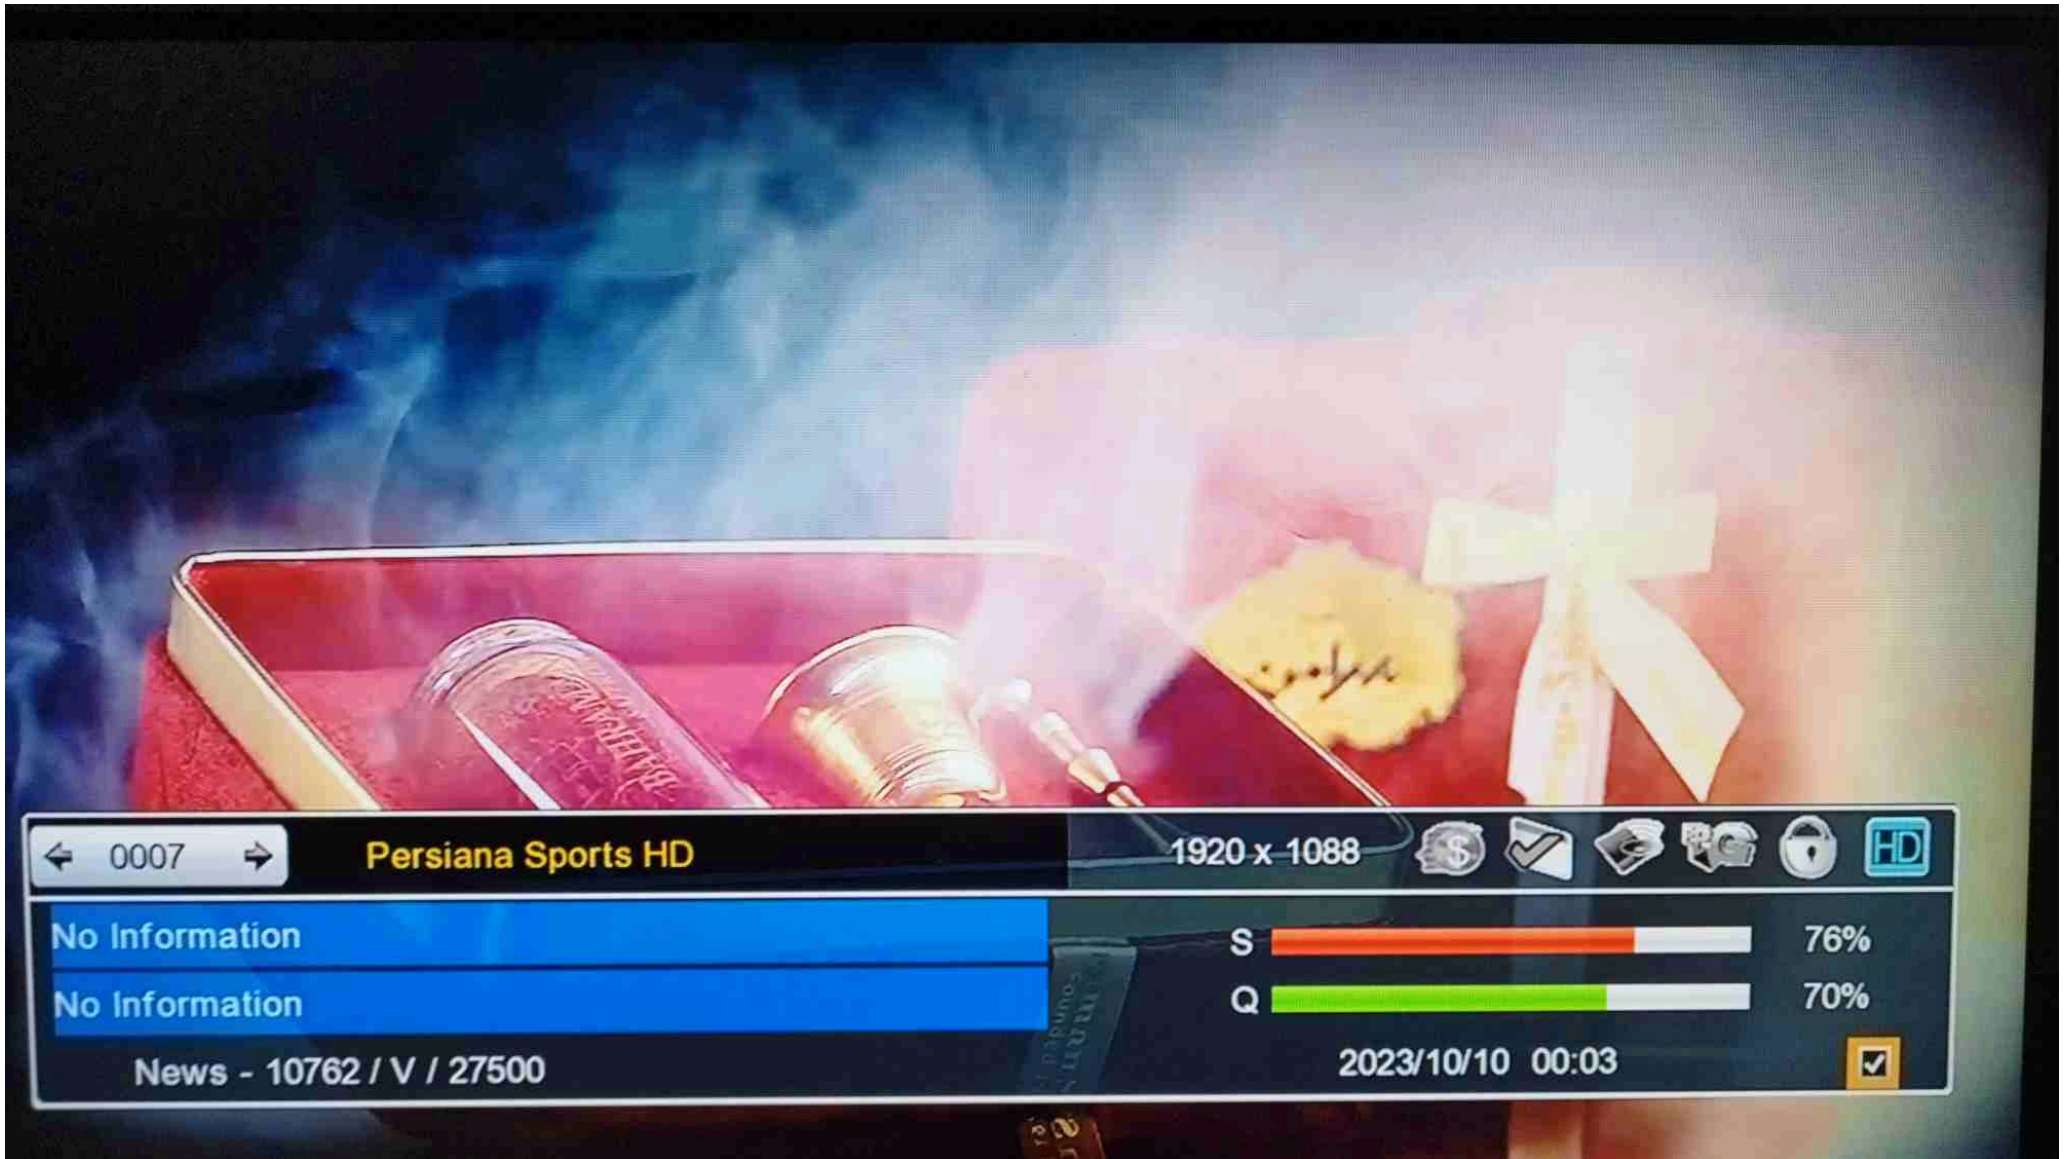 BAHRAMAN
0007
Persiana Sports HD
1920 x 1088
HD
No Information
S
76%
No Information
Q
70%
News - 10762 / V / 27500
2023/10/10 00:03